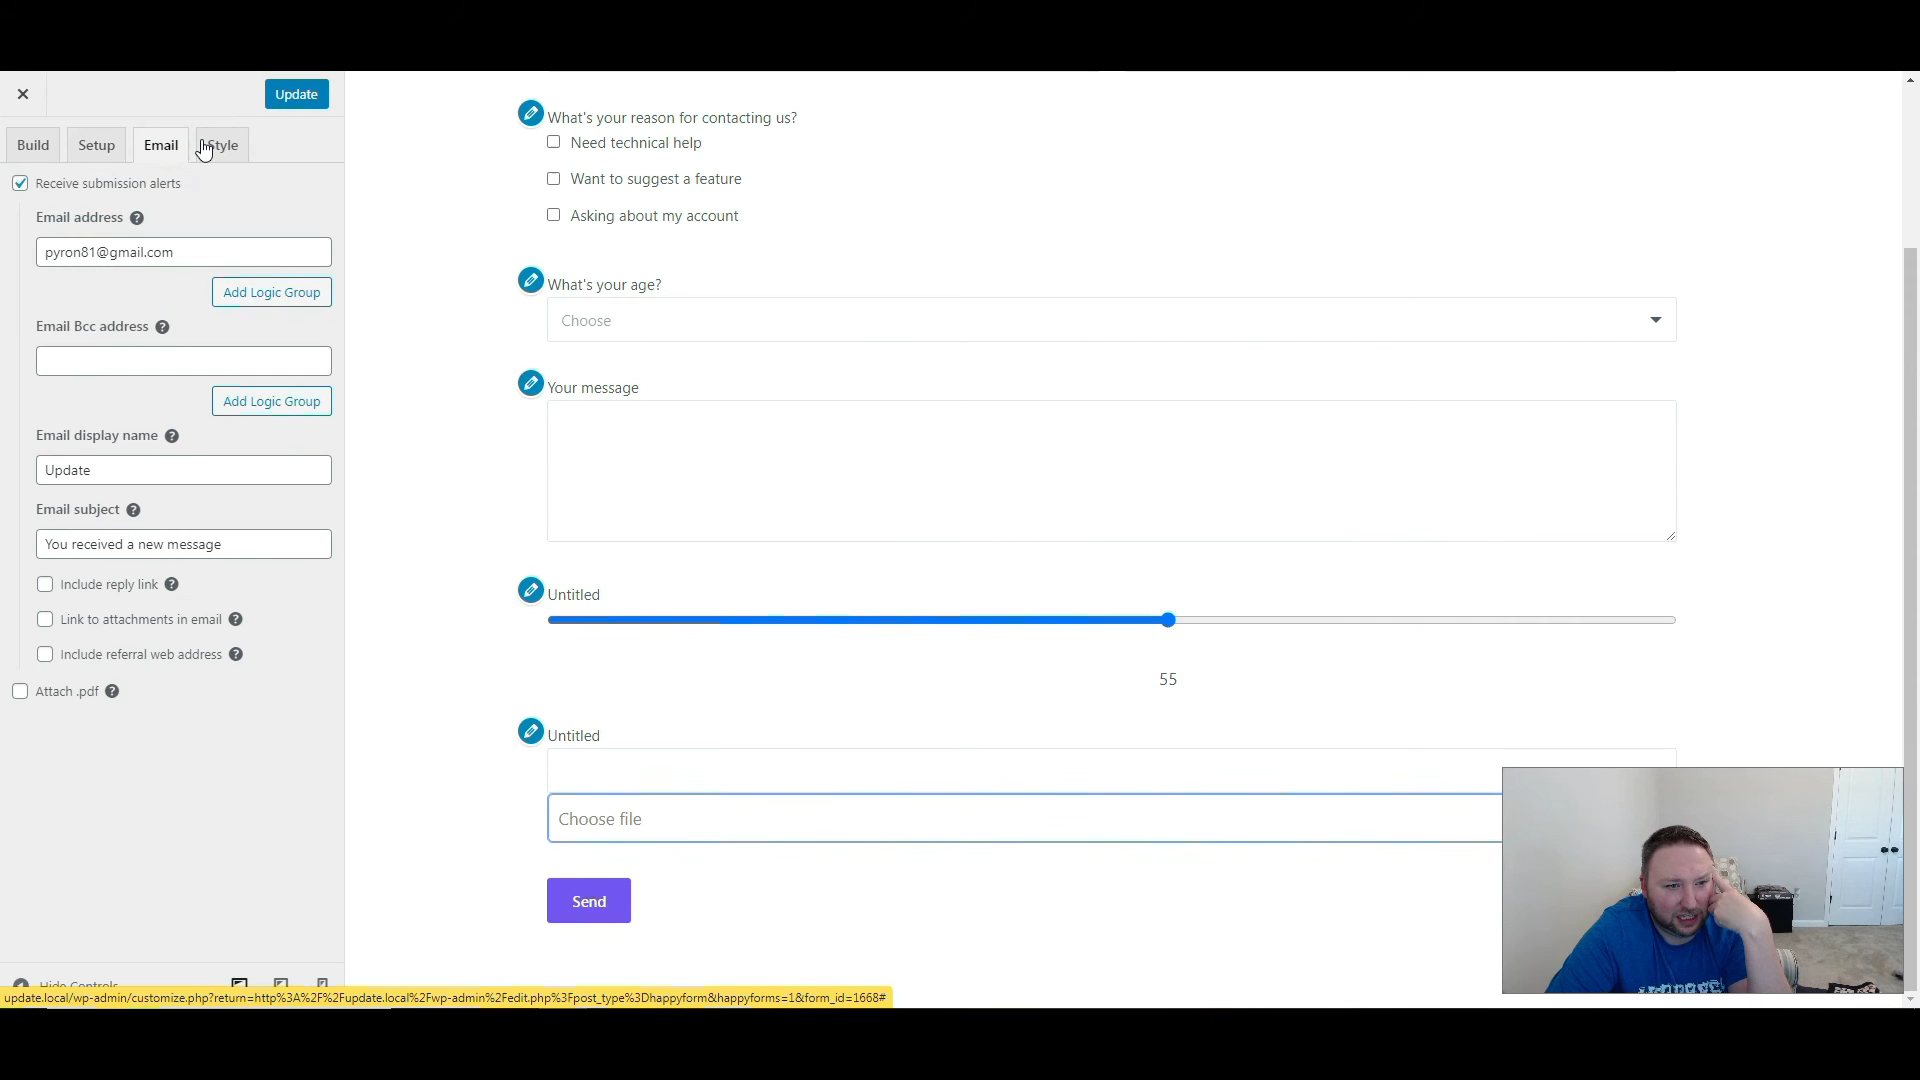 Update
Build
Setup
Email
Style
Receive submission alerts
Email address
pyron81@gmail.com
Add Logic Group
Email Bcc address
Add Logic Group
Email display name
Update
Email subject
You received a new message
Include reply link
Link to attachments in email
Include referral web address
Attach .pdf
Hide Controls
What's your reason for contacting us?
Need technical help
Want to suggest a feature
Asking about my account
What's your age?
Choose
Your message
Untitled
55
Untitled
Choose file
Send
update.local/wp-admin/customize.php?return=http%3A%2F%2Fupdate.local%2Fwp-admin%2Fedit.php%3Fpost_type%3Dhappyform&happyforms=1&form_id=1668#